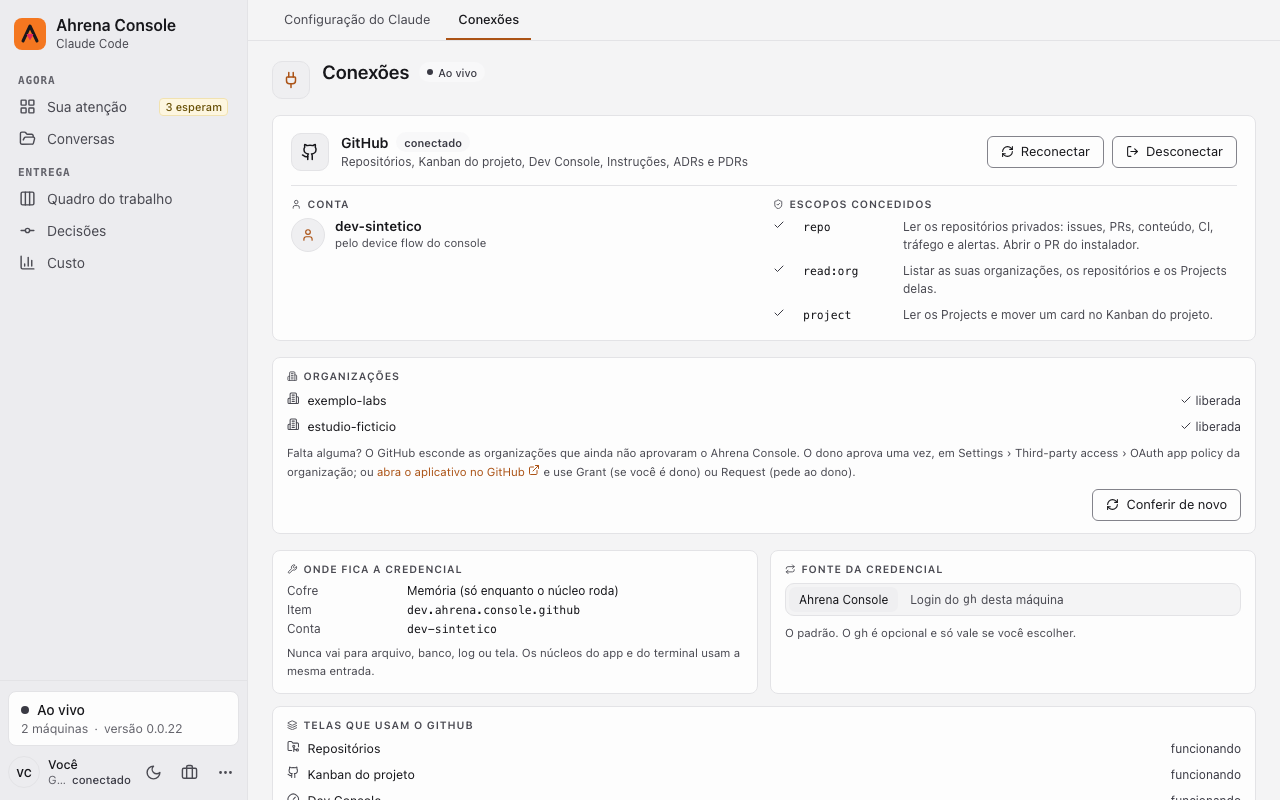 Ahrena Console
Claude Code
AGORA
Sua atenção
3 esperam
Conversas
ENTREGA
Quadro do trabalho
Decisões
Custo
Ao vivo
2 máquinas · versão 0.0.22
VC
Você
G... conectado
Configuração do Claude
Conexões
Conexões
Ao vivo
GitHub
conectado
Repositórios, Kanban do projeto, Dev Console, Instruções, ADRs e PDRs
Reconectar
Desconectar
CONTA
dev-sintetico
pelo device flow do console
ESCOPOS CONCEDIDOS
repo
Ler os repositórios privados: issues, PRs, conteúdo, CI,
tráfego e alertas. Abrir o PR do instalador.
read:org
Listar as suas organizações, os repositórios e os Projects
delas.
project
Ler os Projects e mover um card no Kanban do projeto.
ORGANIZAÇÕES
exemplo-labs
liberada
estudio-ficticio
liberada
Falta alguma? O GitHub esconde as organizações que ainda não aprovaram o Ahrena Console. O dono aprova uma vez, em Settings › Third-party access › OAuth app policy da
organização; ou abra o aplicativo no GitHub e use Grant (se você é dono) ou Request (pede ao dono).
Conferir de novo
ONDE FICA A CREDENCIAL
Cofre
Memória (só enquanto o núcleo roda)
Item
dev.ahrena.console.github
Conta
dev-sintetico
Nunca vai para arquivo, banco, log ou tela. Os núcleos do app e do terminal usam a
mesma entrada.
FONTE DA CREDENCIAL
Ahrena Console
Login do gh desta máquina
O padrão. O gh é opcional e só vale se você escolher.
TELAS QUE USAM O GITHUB
Repositórios
funcionando
Kanban do projeto
funcionando
Dev Console
funcionando